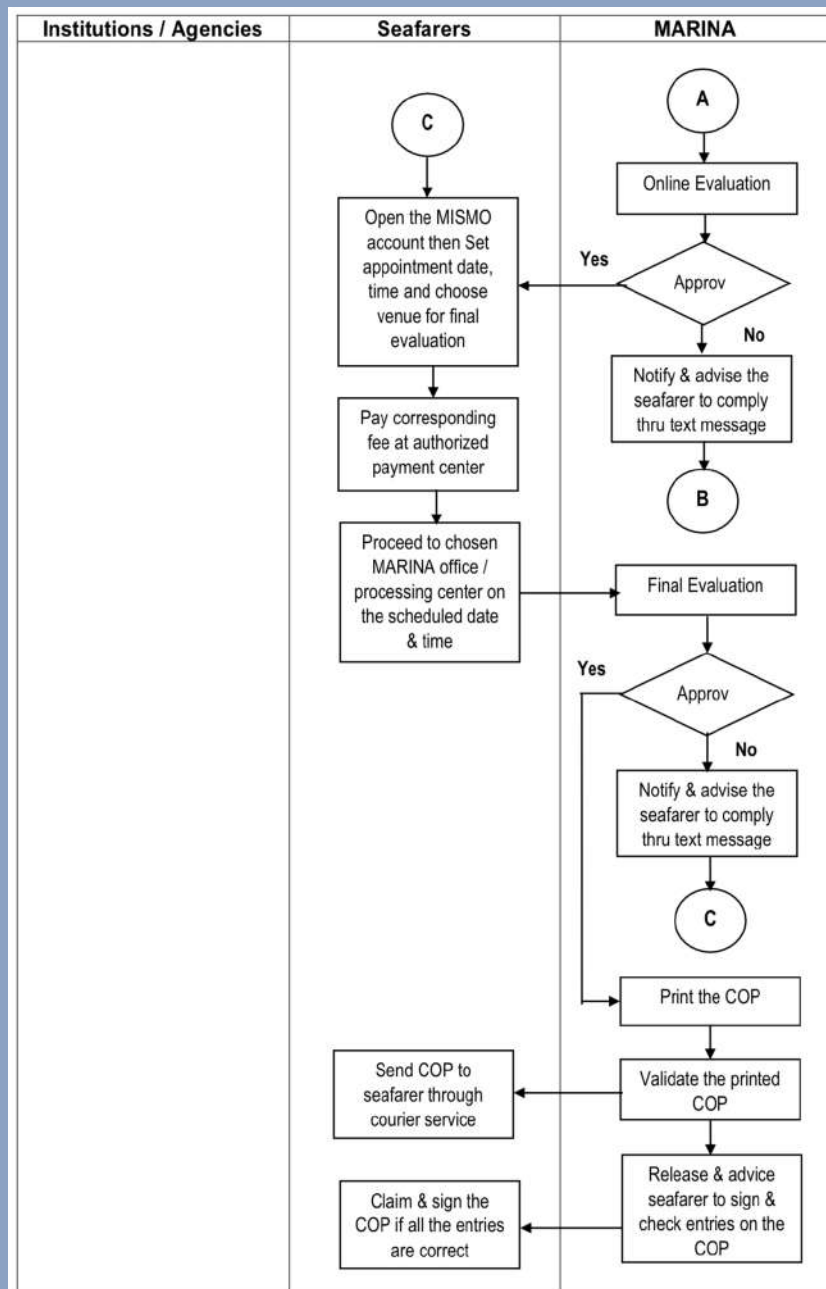 Institutions / Agencies
Seafarers
MARINA
A
C
Online Evaluation
Open the MISMO
account then Set
appointment date,
time and choose
venue for final
evaluation
Yes
Approv
No
Notify & advise the
seafarer to comply
thru text message
Pay corresponding
fee at authorized
payment center
B
Proceed to chosen
MARINA office /
processing center on
the scheduled date
& time
Final Evaluation
Yes
Approv
No
Notify & advise the
seafarer to comply
thru text message
C
Print the COP
Validate the printed
COP
Send COP to
seafarer through
courier service
Release & advice
seafarer to sign &
check entries on the
COP
Claim & sign the
COP if all the entries
are correct